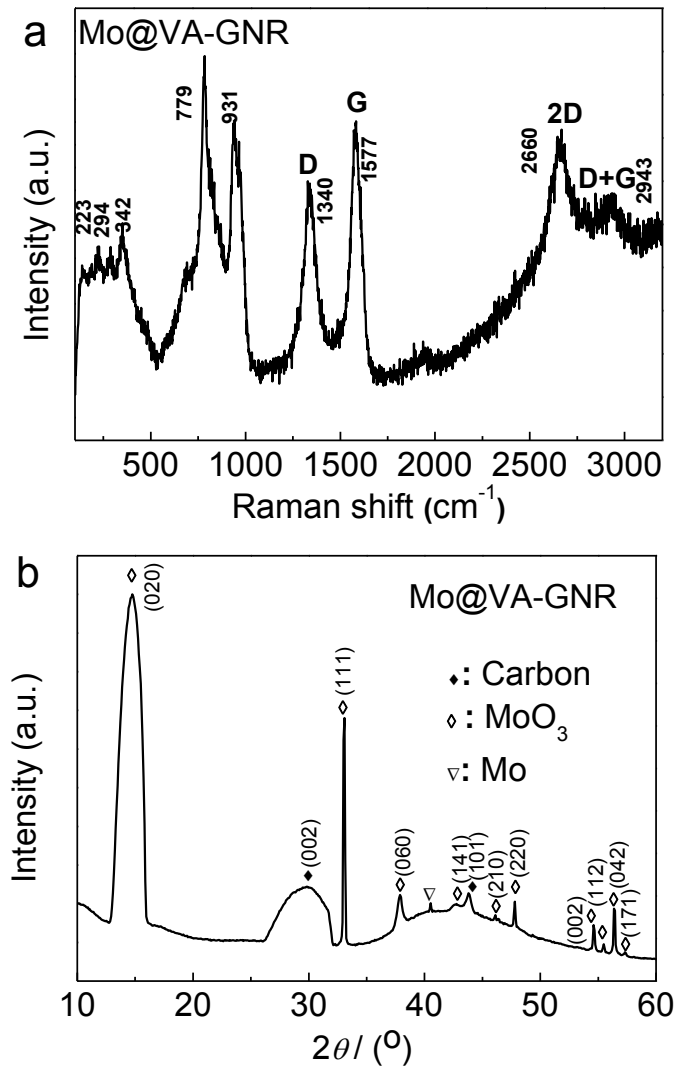 a
Mo@VA-GNR
223
294
342
779
931
D
1340
G
1577
2660
2D
D+G
2943
Intensity (a.u.)
500 1000 1500 2000 2500 3000
Raman shift (cm⁻¹)
b
Mo@VA-GNR
◊ (020)
♦: Carbon
◊: MoO₃
▽: Mo
♦(002)
◊(111)
◊(060)
▽
◊(141)
♦(101)
◊(210)
◊(220)
(002)◊
◊(112)
◊(042)
◊(171)
Intensity (a.u.)
10 20 30 40 50 60
2θ / (º)